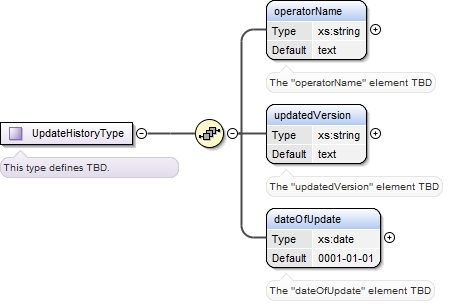 operatorName
Type xs:string
Default text
The "operatorName" element TBD
UpdateHistoryType
This type defines TBD.
updatedVersion
Type xs:string
Default text
The "updatedVersion" element TBD
dateOfUpdate
Type xs:date
Default 0001-01-01
The "dateOfUpdate" element TBD